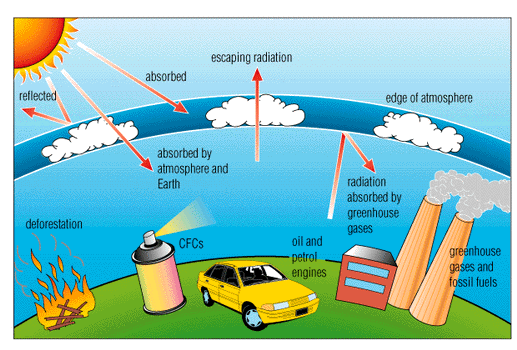 escaping radiation
absorbed
reflected
edge of atmosphere
absorbed by
atmosphere and
Earth
radiation
absorbed by
greenhouse
gases
deforestation
CFCs
oil and
petrol
engines
greenhouse
gases and
fossil fuels